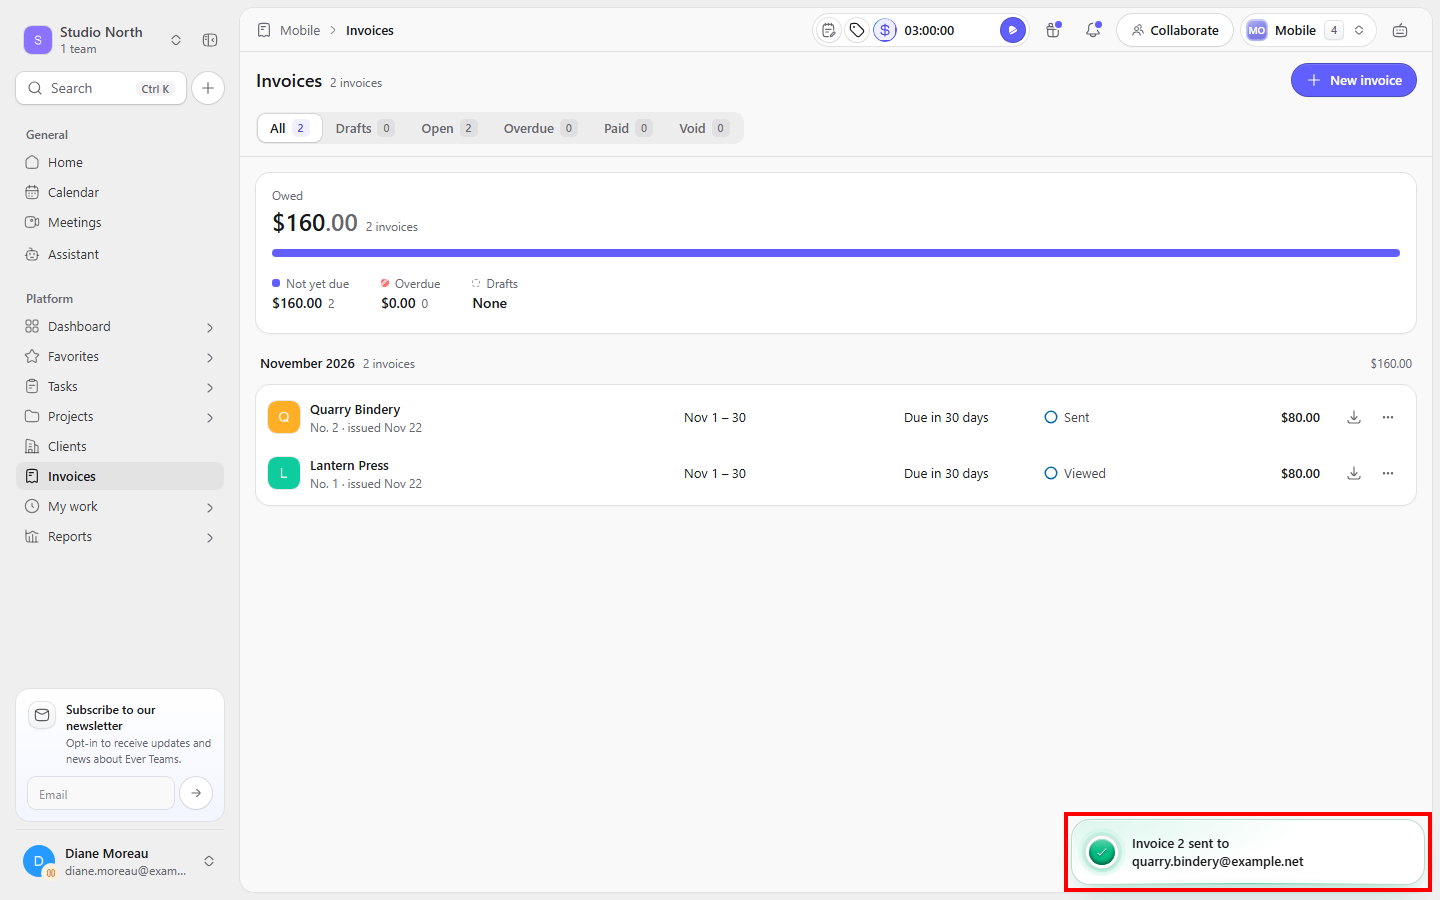 Studio North
1 team
Search
Ctrl K
General
Home
Calendar
Meetings
Assistant
Platform
Dashboard
Favorites
Tasks
Projects
Clients
Invoices
My work
Reports
Subscribe to our
newsletter
Opt-in to receive updates and
news about Ever Teams.
Email
D
Diane Moreau
diane.moreau@exam...
S
Mobile
Invoices
03:00:00
Collaborate
MO
Mobile
4
Invoices
2 invoices
New invoice
All 2
Drafts 0
Open 2
Overdue 0
Paid 0
Void 0
Owed
$160.00 2 invoices
Not yet due
$160.00 2
Overdue
$0.00 0
Drafts
None
November 2026 2 invoices
$160.00
Q
Quarry Bindery
No. 2 · issued Nov 22
Nov 1 – 30
Due in 30 days
Sent
$80.00
L
Lantern Press
No. 1 · issued Nov 22
Nov 1 – 30
Due in 30 days
Viewed
$80.00
Invoice 2 sent to
quarry.bindery@example.net